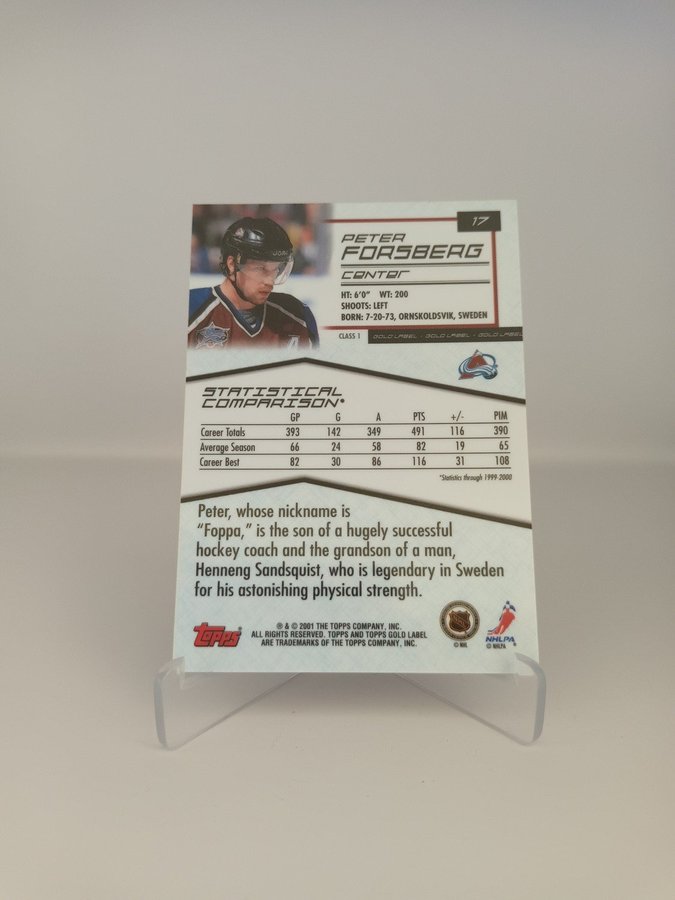 17
PETER
FORSBERG
CENTER
HT: 6'0" WT: 200
SHOOTS: LEFT
BORN: 7-20-73, ORNSKOLDSVIK, SWEDEN
CLASS 1
GOLD LABEL - GOLD LABEL - GOLD LABEL
STATISTICAL
COMPARISON*
GP G A PTS +/- PIM
Career Totals 393 142 349 491 116 390
Average Season 66 24 58 82 19 65
Career Best 82 30 86 116 31 108
*Statistics through 1999-2000
Peter, whose nickname is
"Foppa," is the son of a hugely successful
hockey coach and the grandson of a man,
Henneng Sandsquist, who is legendary in Sweden
for his astonishing physical strength.
Topps
® & © 2001 THE TOPPS COMPANY, INC.
ALL RIGHTS RESERVED. TOPPS AND TOPPS GOLD LABEL
ARE TRADEMARKS OF THE TOPPS COMPANY, INC.
© NHL
NHLPA
© NHLPA